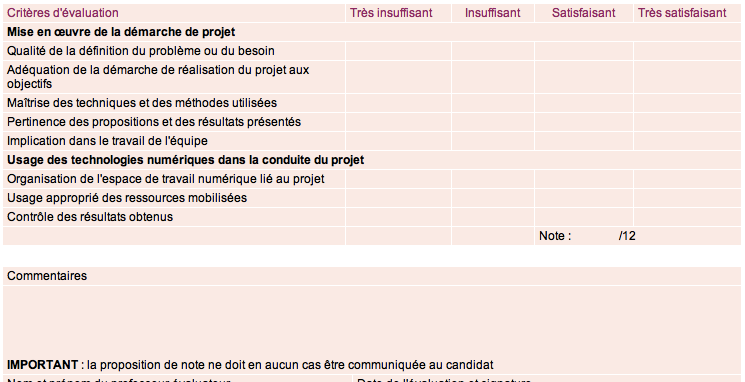 Critères d'évaluation Très insuffisant Insuffisant Satisfaisant Très satisfaisant
Mise en œuvre de la démarche de projet
Qualité de la définition du problème ou du besoin
Adéquation de la démarche de réalisation du projet aux
objectifs
Maîtrise des techniques et des méthodes utilisées
Pertinence des propositions et des résultats présentés
Implication dans le travail de l'équipe
Usage des technologies numériques dans la conduite du projet
Organisation de l'espace de travail numérique lié au projet
Usage approprié des ressources mobilisées
Contrôle des résultats obtenus
Note : /12
Commentaires
IMPORTANT : la proposition de note ne doit en aucun cas être communiquée au candidat
Nom et prénom du professeur évaluateur Date de l'évaluation et signature